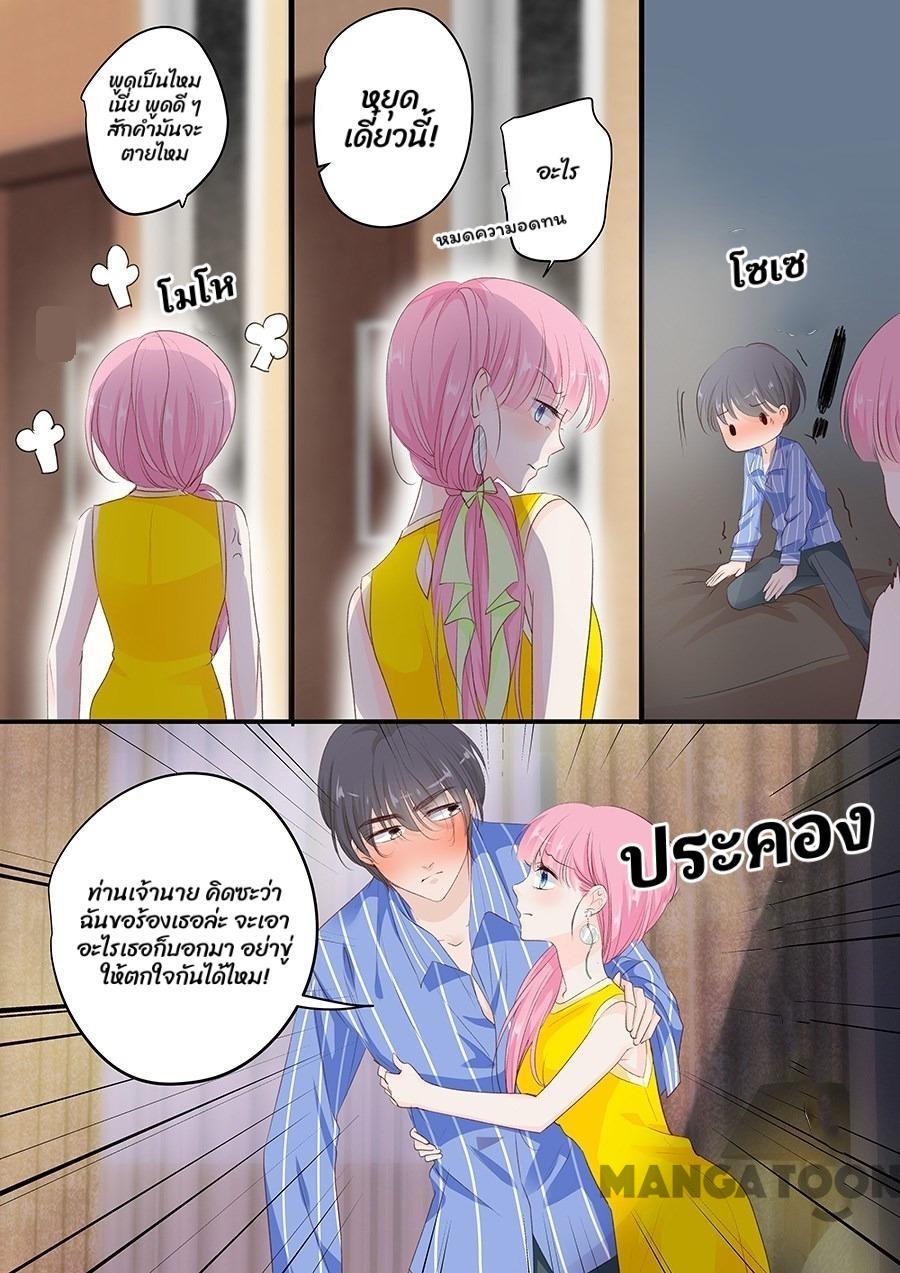 พูดเป็นไหม
เนี่ย พูดดี ๆ
สักคำมันจะ
ตายไหม
โมโห
หยุด
เดี๋ยวนี้!
อะไร
หมดความอดทน
โซเซ
ประคอง
ท่านเจ้านาย คิดซะว่า
ฉันขอร้องเธอล่ะ จะเอา
อะไรเธอก็บอกมา อย่าขู่
ให้ตกใจกันได้ไหม!
MANGATOON